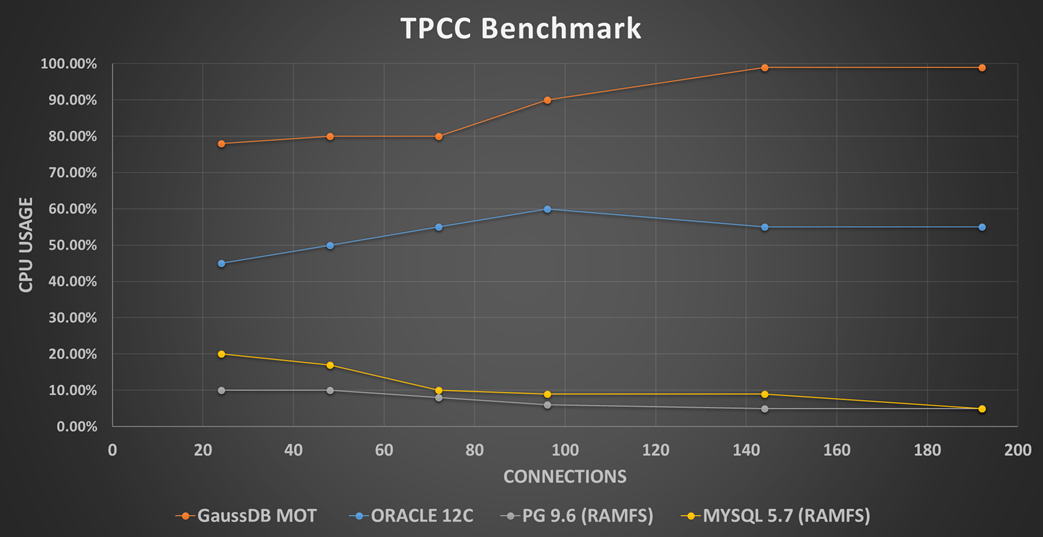 TPCC Benchmark
100.00%
90.00%
80.00%
70.00%
60.00%
50.00%
40.00%
30.00%
20.00%
10.00%
0.00%
CPU USAGE
0 20 40 60 80 100 120 140 160 180 200
CONNECTIONS
GaussDB MOT ORACLE 12C PG 9.6 (RAMFS) MYSQL 5.7 (RAMFS)